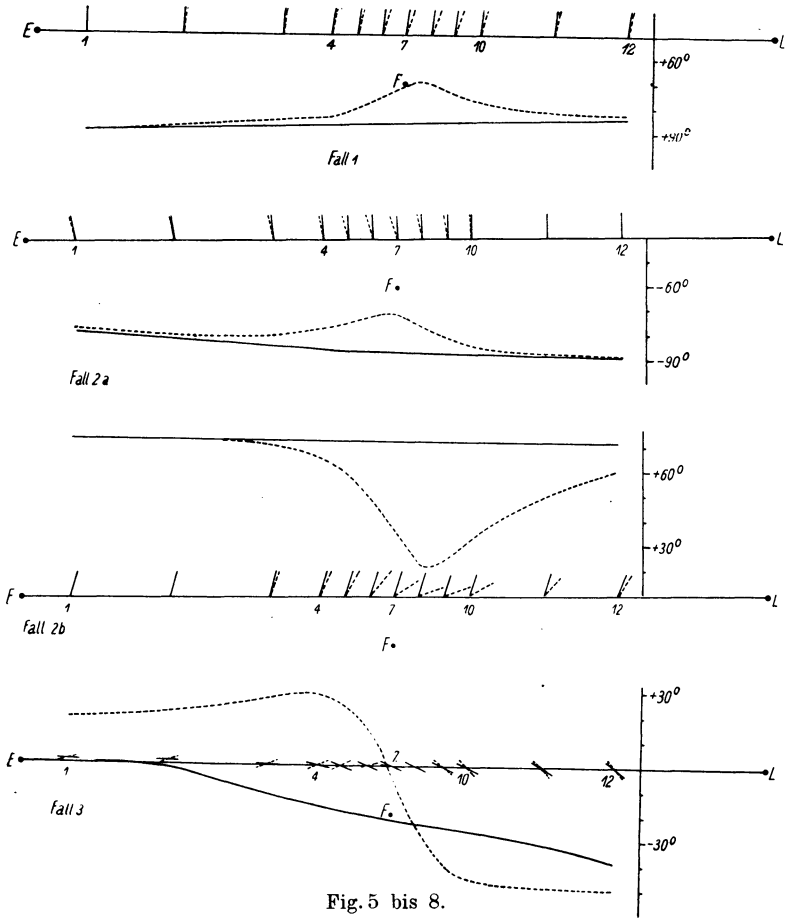 E 1 4 7 10 12 L
+60°
F
+90°
Fall 1
E 1 4 7 10 12 L
F
-60°
-90°
Fall 2a
+60°
+30°
F 1 4 7 10 12 L
Fall 2b
F
+30°
E 1 4 7 10 12 L
Fall 3
F
-30°
Fig. 5 bis 8.